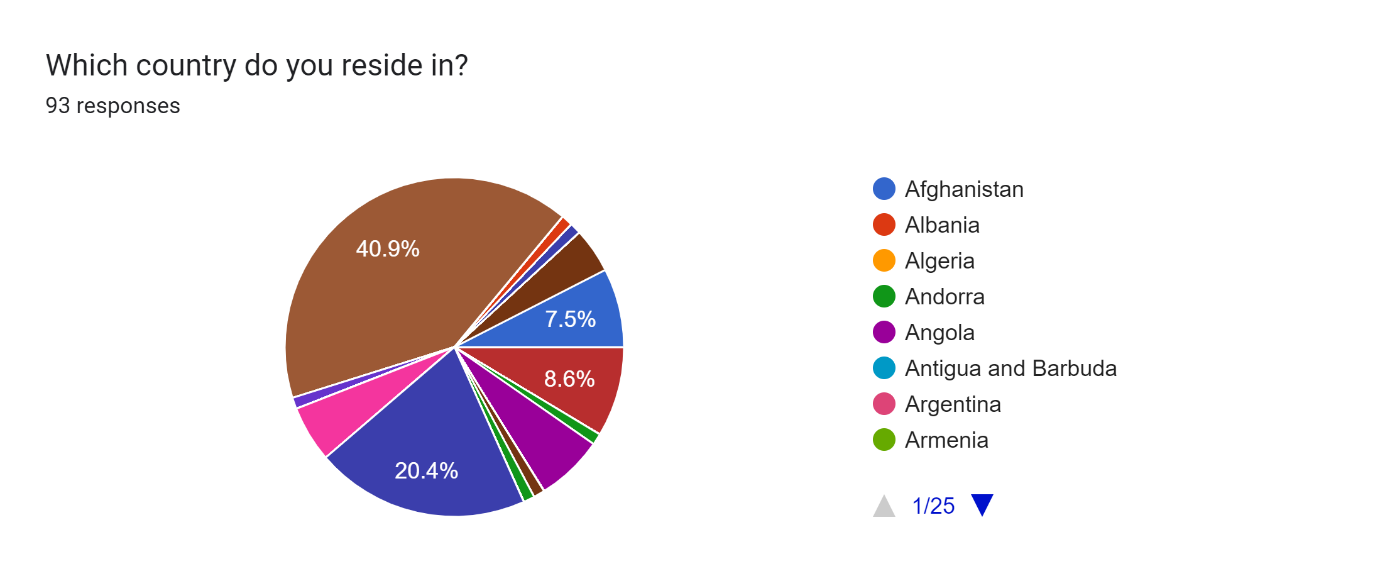 Which country do you reside in?
93 responses
40.9%
7.5%
8.6%
20.4%
Afghanistan
Albania
Algeria
Andorra
Angola
Antigua and Barbuda
Argentina
Armenia
1/25